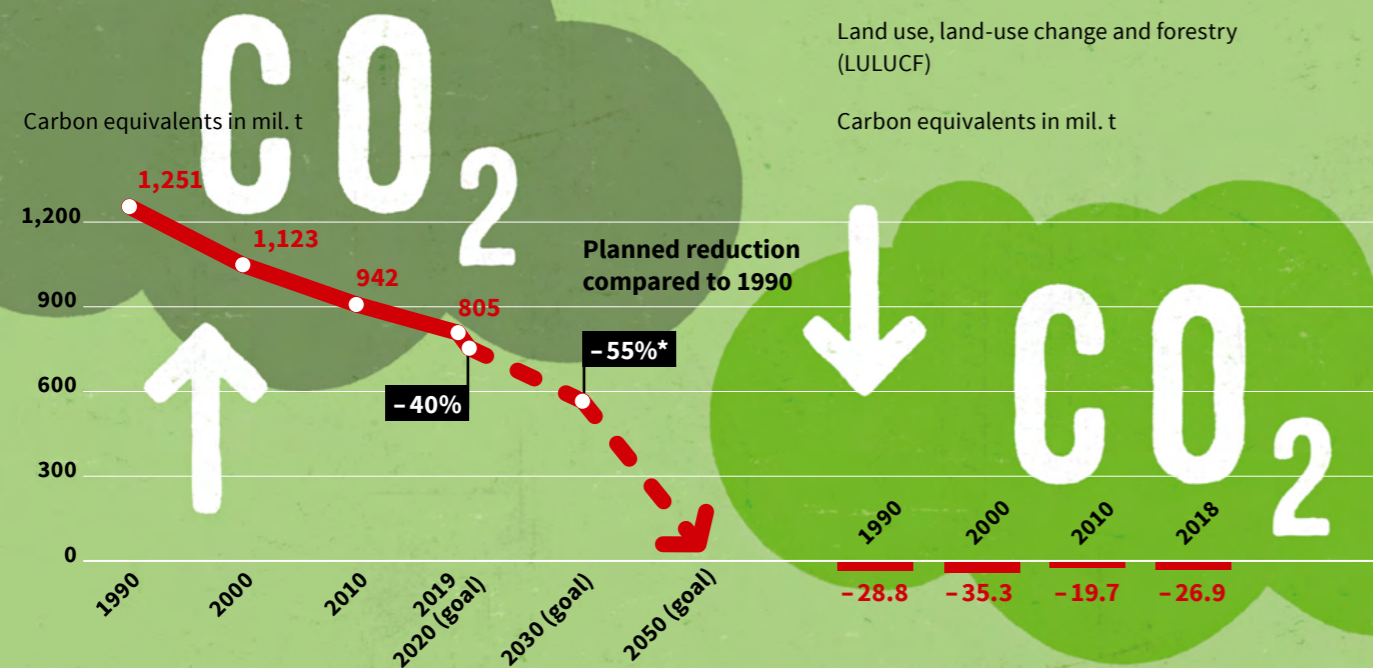 CO2
Carbon equivalents in mil. t
1,251
1,123
942
805
1,200
900
600
300
0
Planned reduction
compared to 1990
– 40%
– 55%*
1990
2000
2010
2019
2020 (goal)
2030 (goal)
2050 (goal)
Land use, land-use change and forestry
(LULUCF)
Carbon equivalents in mil. t
CO2
1990
2000
2010
2018
– 28.8
– 35.3
– 19.7
– 26.9